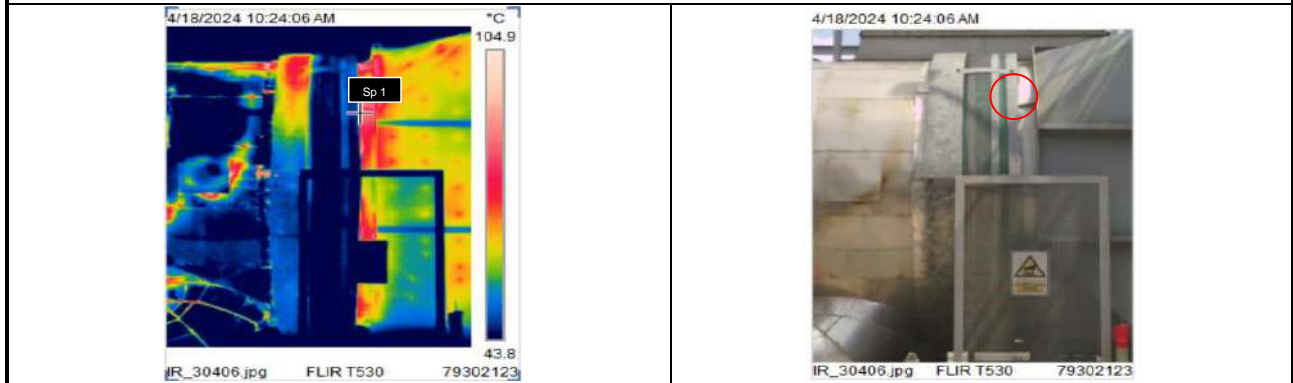 4/18/2024 10:24:06 AM
°C
104.9
Sp 1
43.8
IR_30406.jpg FLIR T530 79302123
4/18/2024 10:24:06 AM
IR_30406.jpg FLIR T530 79302123